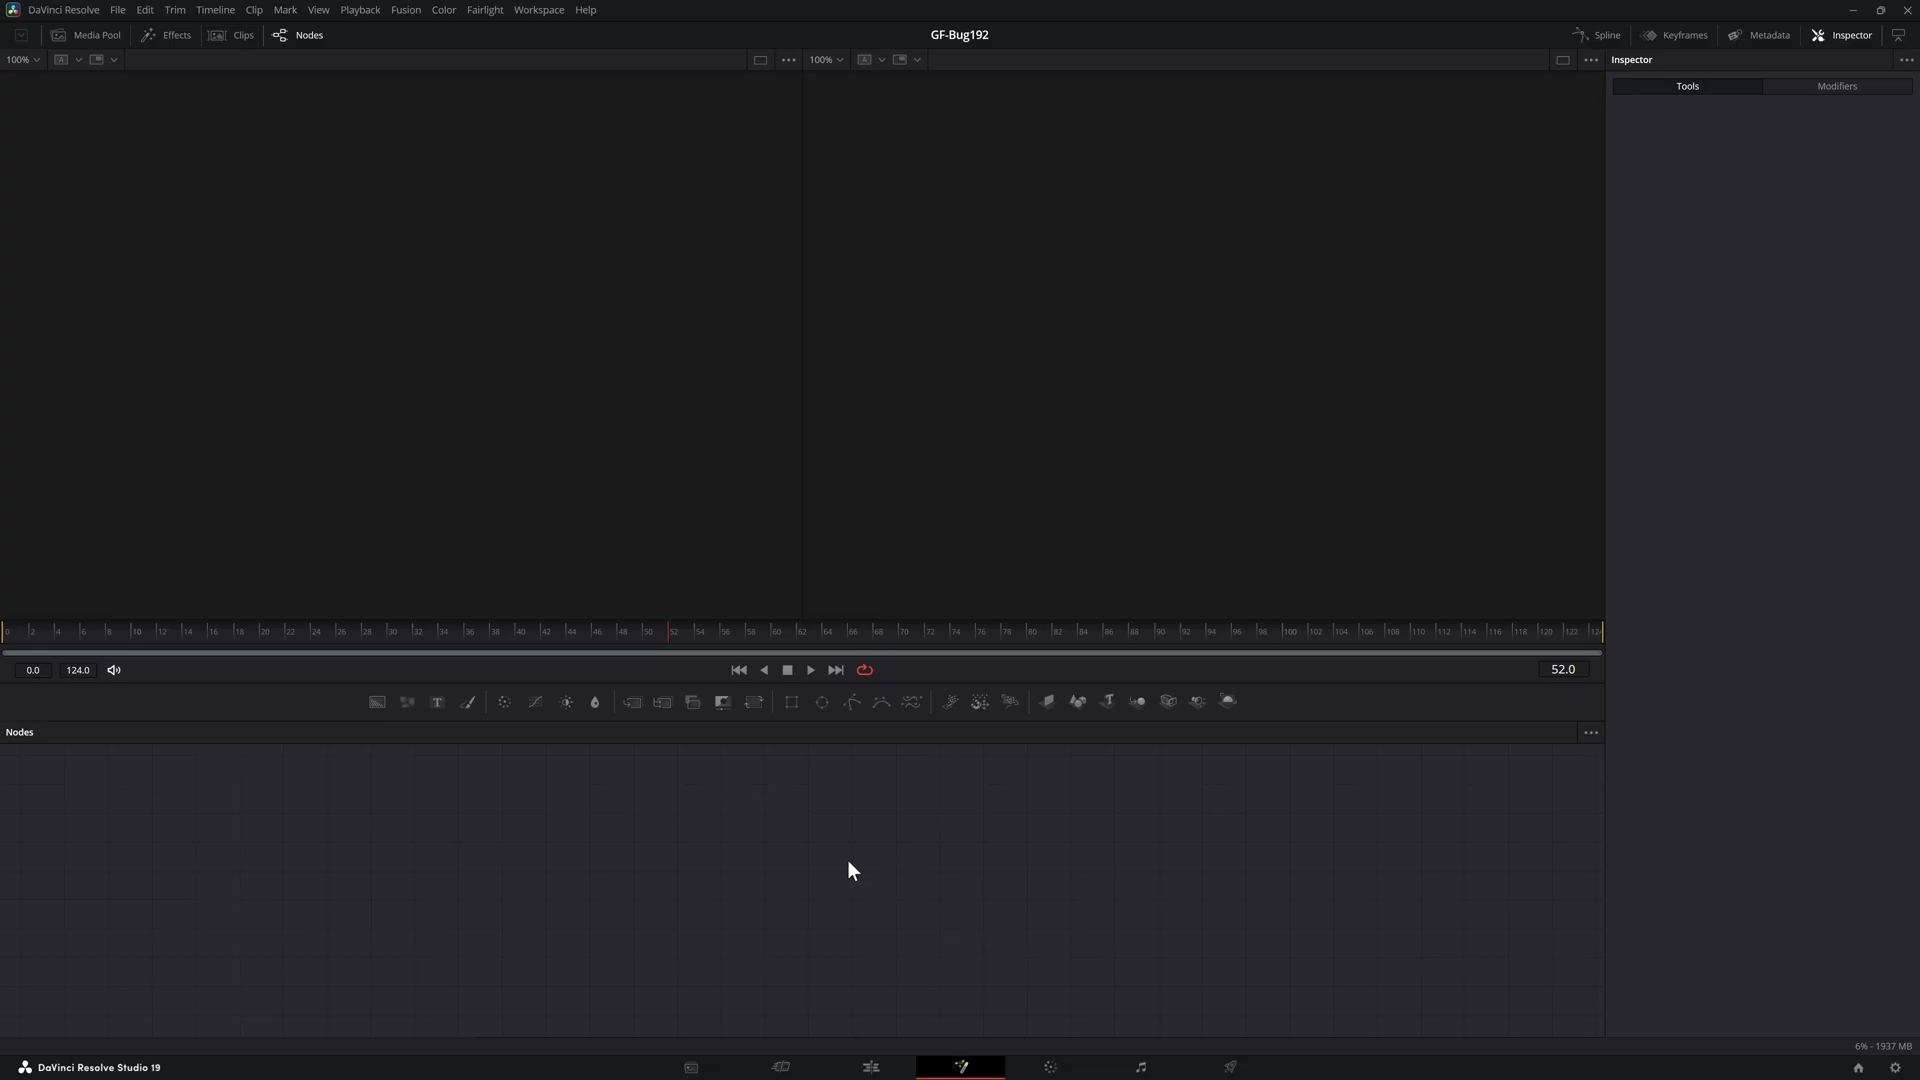 DaVinci Resolve File Edit Trim Timeline Clip Mark View Playback Fusion Color Fairlight Workspace Help
Media Pool Effects Clips Nodes GF-Bug192 Spline Keyframes Metadata Inspector
100% A 100% A Inspector
Tools Modifiers
0 2 4 6 8 10 12 14 16 18 20 22 24 26 28 30 32 34 36 38 40 42 44 46 48 50 52 54 56 58 60 62 64 66 68 70 72 74 76 78 80 82 84 86 88 90 92 94 96 98 100 102 104 106 108 110 112 114 116 118 120 122
0.0 124.0 52.0
T T
Nodes
6% - 1937 MB
DaVinci Resolve Studio 19